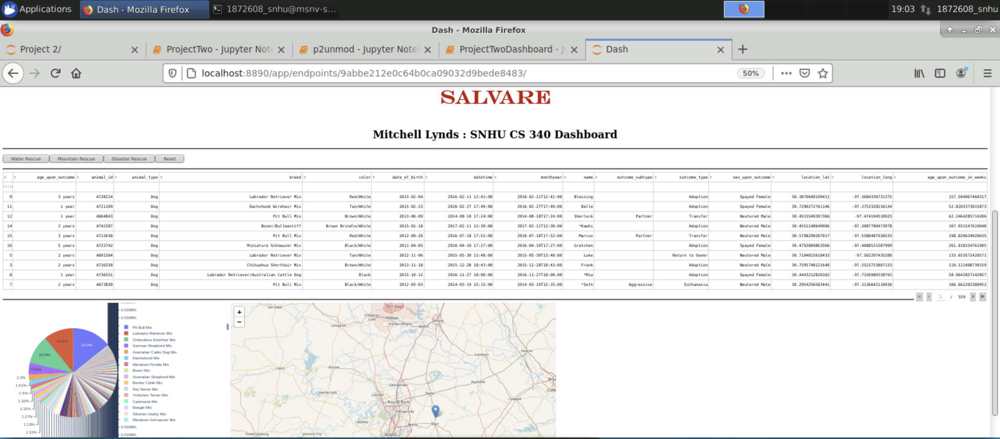 Applications Dash - Mozilla Firefox 1872608_snhu@msnv-s... 19:03 1872608_snhu
Dash - Mozilla Firefox
Project 2/ ProjectTwo - Jupyter Note p2unmod - Jupyter Note ProjectTwoDashboard - Dash
localhost:8890/app/endpoints/9abbe212e0c64b0ca09032d9bede8483/ 50%
SALVARE
Mitchell Lynds : SNHU CS 340 Dashboard
Water Rescue Mountain Rescue Disaster Rescue Reset
age_upon_outcome animal_id animal_type breed color date_of_birth datetime monthyear name outcome_subtype outcome_type sex_upon_outcome location_lat location_long age_upon_outcome_in_weeks
9 3 years A720214 Dog Labrador Retriever Mix Red/White 2013-02-04 2016-02-11 12:41:00 2016-02-11T12:41:00 Blessing Adoption Spayed Female 30.3870648199411 -97.3684339731375 157.504067460317
11 1 year A721199 Dog Dachshund Wirehair Mix Tan/White 2015-02-23 2016-02-27 17:49:00 2016-02-27T17:49:00 Belle Adoption Spayed Female 30.7290272761146 -97.3753328216134 52.8203373015873
12 1 year A664843 Dog Pit Bull Mix Brown/White 2013-06-09 2014-08-18 17:24:00 2014-08-18T17:24:00 Sherlock Partner Transfer Neutered Male 30.4515549397366 -97.474104510925 62.2464285714286
14 2 years A742287 Dog Boxer/Bullmastiff Brown Brindle/White 2015-01-18 2017-02-11 12:30:00 2017-02-11T12:30:00 *Kawhi Adoption Neutered Male 30.4551148649096 -97.3087780473978 107.931547619048
15 3 years A712638 Dog Pit Bull Mix Red/White 2012-09-26 2016-07-18 17:52:00 2016-07-18T17:52:00 Marcus Partner Transfer Neutered Male 30.5798299207017 -97.5588487936533 198.820634920635
16 5 years A723742 Dog Miniature Schnauzer Mix Black/White 2011-04-05 2016-04-10 17:27:00 2016-04-10T17:27:00 Gretchen Adoption Spayed Female 30.4792884863566 -97.4088531587999 261.818154761905
5 2 years A691584 Dog Labrador Retriever Mix Tan/White 2012-11-06 2015-05-30 13:48:00 2015-05-30T13:48:00 Luke Return to Owner Neutered Male 30.7104815618433 -97.562297435286 133.653571428571
3 2 years A716330 Dog Chihuahua Shorthair Mix Brown/White 2013-11-18 2015-12-28 18:43:00 2015-12-28T18:43:00 Frank Adoption Neutered Male 30.7595748121648 -97.5523753807133 110.111408730159
8 1 year A736551 Dog Labrador Retriever/Australian Cattle Dog Black 2015-10-12 2016-11-27 18:00:00 2016-11-27T18:00:00 *Mia Adoption Spayed Female 30.4443212820182 -97.7326980338793 58.9642857142857
7 2 years A673830 Dog Pit Bull Mix Black/White 2012-03-03 2014-03-19 15:15:00 2014-03-19T15:15:00 *Seth Aggressive Euthanasia Neutered Male 30.2954256583441 -97.3136642110436 106.662202380952
1 / 559
0.0358%
0.0358%
14.3%
10.9%
10.5%
4.31%
2.2%
1.61%
1.5%
1.32%
1.31%
1.27%
1.13%
1.11%
Pit Bull Mix
Labrador Retriever Mix
Chihuahua Shorthair Mix
German Shepherd Mix
Australian Cattle Dog Mix
Dachshund Mix
Miniature Poodle Mix
Boxer Mix
Australian Shepherd Mix
Border Collie Mix
Rat Terrier Mix
Yorkshire Terrier Mix
Catahoula Mix
Beagle Mix
Siberian Husky Mix
Miniature Schnauzer Mix
0.0358%
0.0358%
+
−
San Saba
Fort Hood
Copperas Cove
Killeen
Harker Heights
Temple
Belton
Lampasas
Cameron
Hearne
Llano
Burnet
Rockdale
Georgetown
Marble Falls
Leander
Taylor
Round Rock
Caldwell
Pflugerville
Lakeway
Manor
Elgin
Austin
Fredericksburg
Johnson City